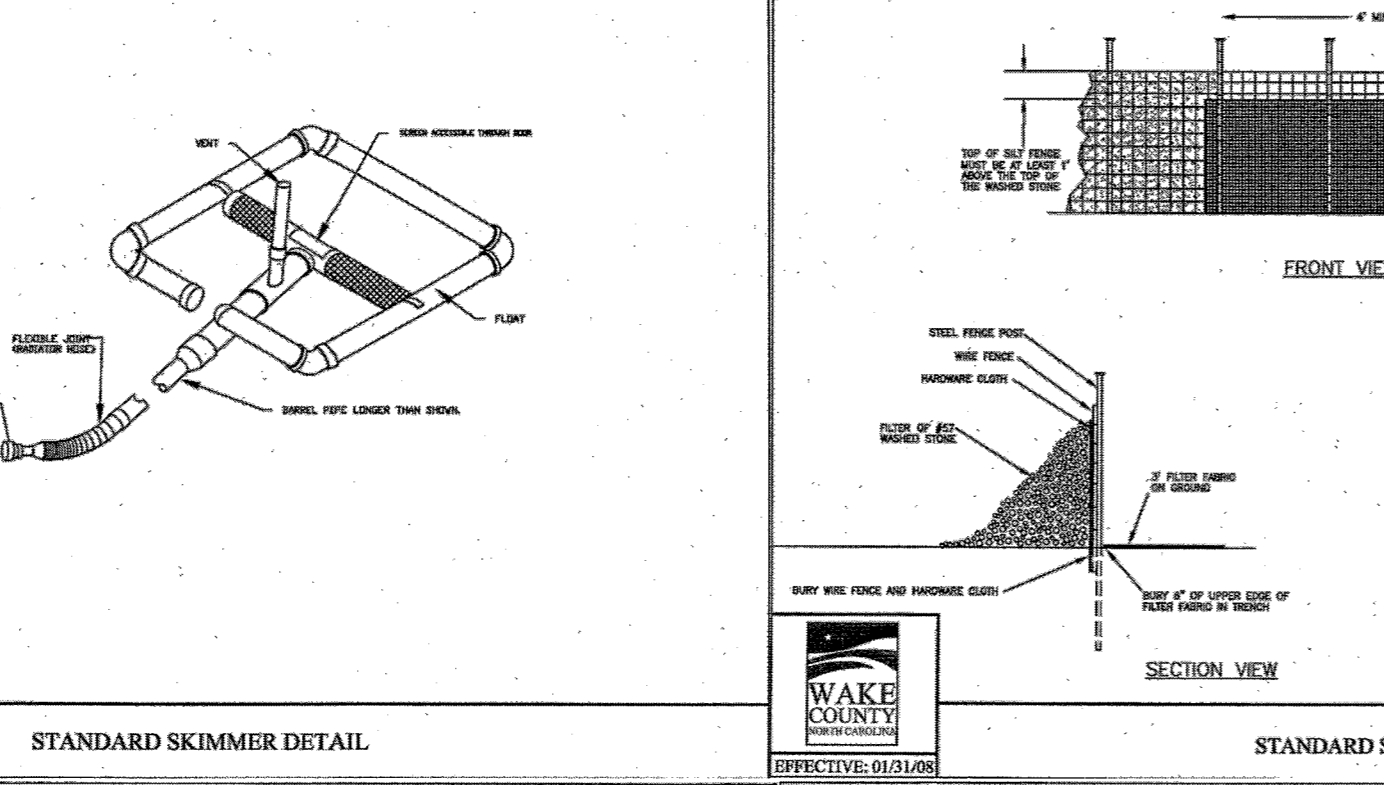 VENT
SCREEN ACCESSIBLE THROUGH DOOR
FLOAT
FLEXIBLE JOINT
(RADIATOR HOSE)
BARREL PIPE LONGER THAN SHOWN.
STANDARD SKIMMER DETAIL
4'
TOP OF SILT FENCE
MUST BE AT LEAST 1'
ABOVE THE TOP OF
THE WASHED STONE
FRONT VIE
STEEL FENCE POST
WIRE FENCE
HARDWARE CLOTH
FILTER OF #57
WASHED STONE
3' FILTER FABRIC
ON GROUND
BURY WIRE FENCE AND HARDWARE CLOTH
BURY 6" OF UPPER EDGE OF
FILTER FABRIC IN TRENCH
SECTION VIEW
WAKE
COUNTY
NORTH CAROLINA
EFFECTIVE: 01/31/08
STANDARD